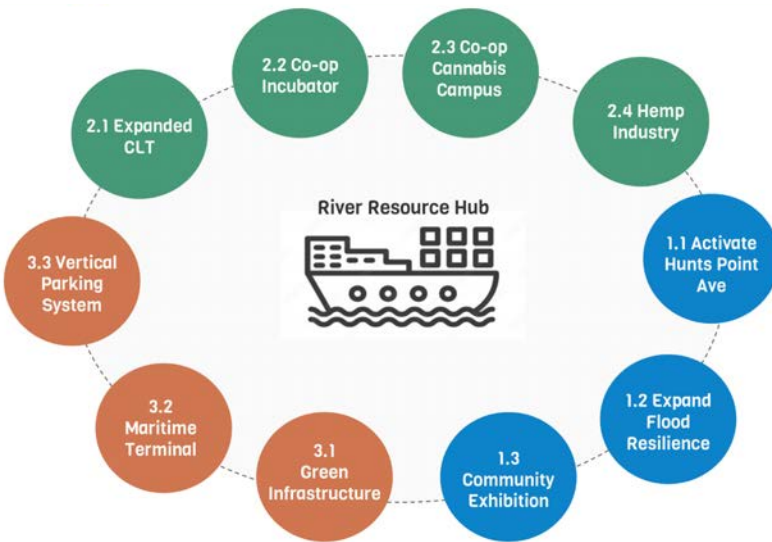 2.2 Co-op
Incubator
2.3 Co-op
Cannabis
Campus
2.1 Expanded
CLT
2.4 Hemp
Industry
River Resource Hub
3.3 Vertical
Parking
System
1.1 Activate
Hunts Point
Ave
3.2
Maritime
Terminal
1.2 Expand
Flood
Resilience
3.1
Green
Infrastructure
1.3
Community
Exhibition